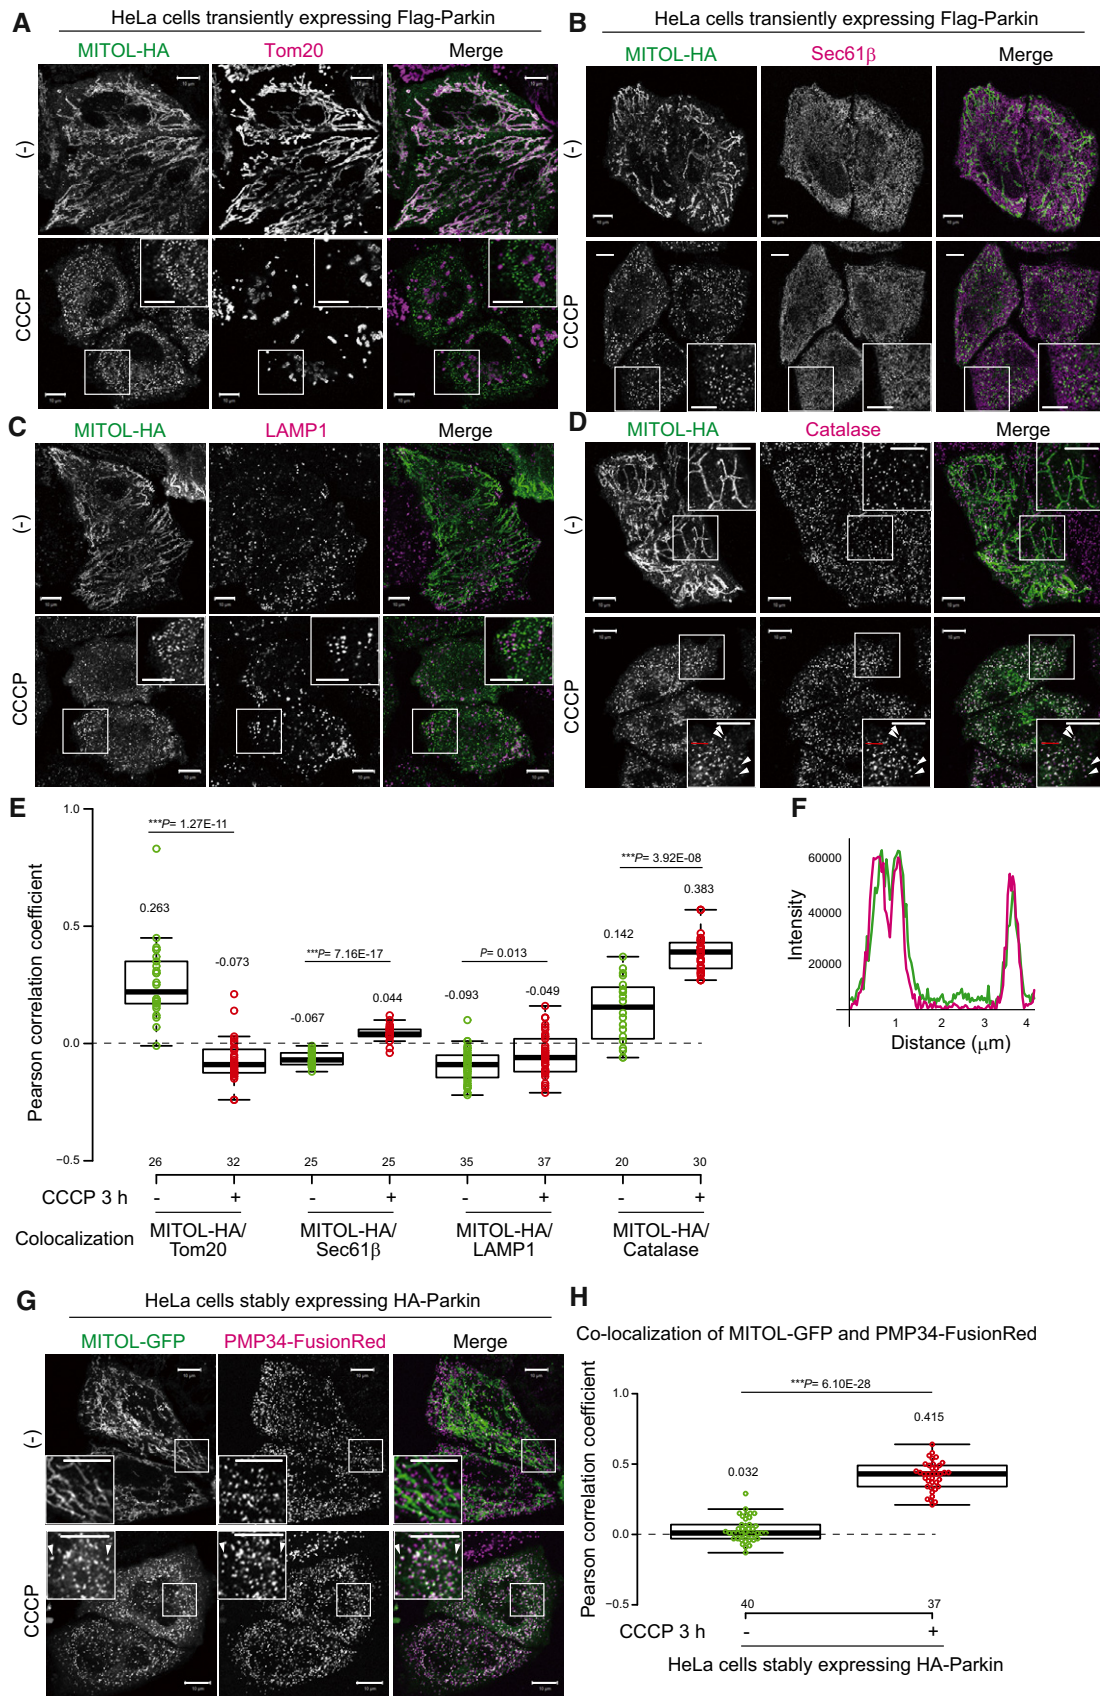 A
HeLa cells transiently expressing Flag-Parkin
MITOL-HA Tom20 Merge
(-)
CCCP
B
HeLa cells transiently expressing Flag-Parkin
MITOL-HA Sec61β Merge
(-)
CCCP
C
MITOL-HA LAMP1 Merge
(-)
CCCP
D
MITOL-HA Catalase Merge
(-)
CCCP
E
Pearson correlation coefficient
1.0
0.5
0.0
−0.5
***P= 1.27E-11
0.263
-0.073
***P= 7.16E-17
-0.067
0.044
P= 0.013
-0.093
-0.049
***P= 3.92E-08
0.142
0.383
26 32 25 25 35 37 20 30
CCCP 3 h - + - + - + - +
Colocalization
MITOL-HA/ Tom20
MITOL-HA/ Sec61β
MITOL-HA/ LAMP1
MITOL-HA/ Catalase
F
Intensity
60000
40000
20000
1 2 3 4
Distance (μm)
G
HeLa cells stably expressing HA-Parkin
MITOL-GFP PMP34-FusionRed Merge
(-)
CCCP
H
Co-localization of MITOL-GFP and PMP34-FusionRed
Pearson correlation coefficient
1.0
0.5
0.0
−0.5
***P= 6.10E-28
0.032
0.415
40 37
CCCP 3 h - +
HeLa cells stably expressing HA-Parkin